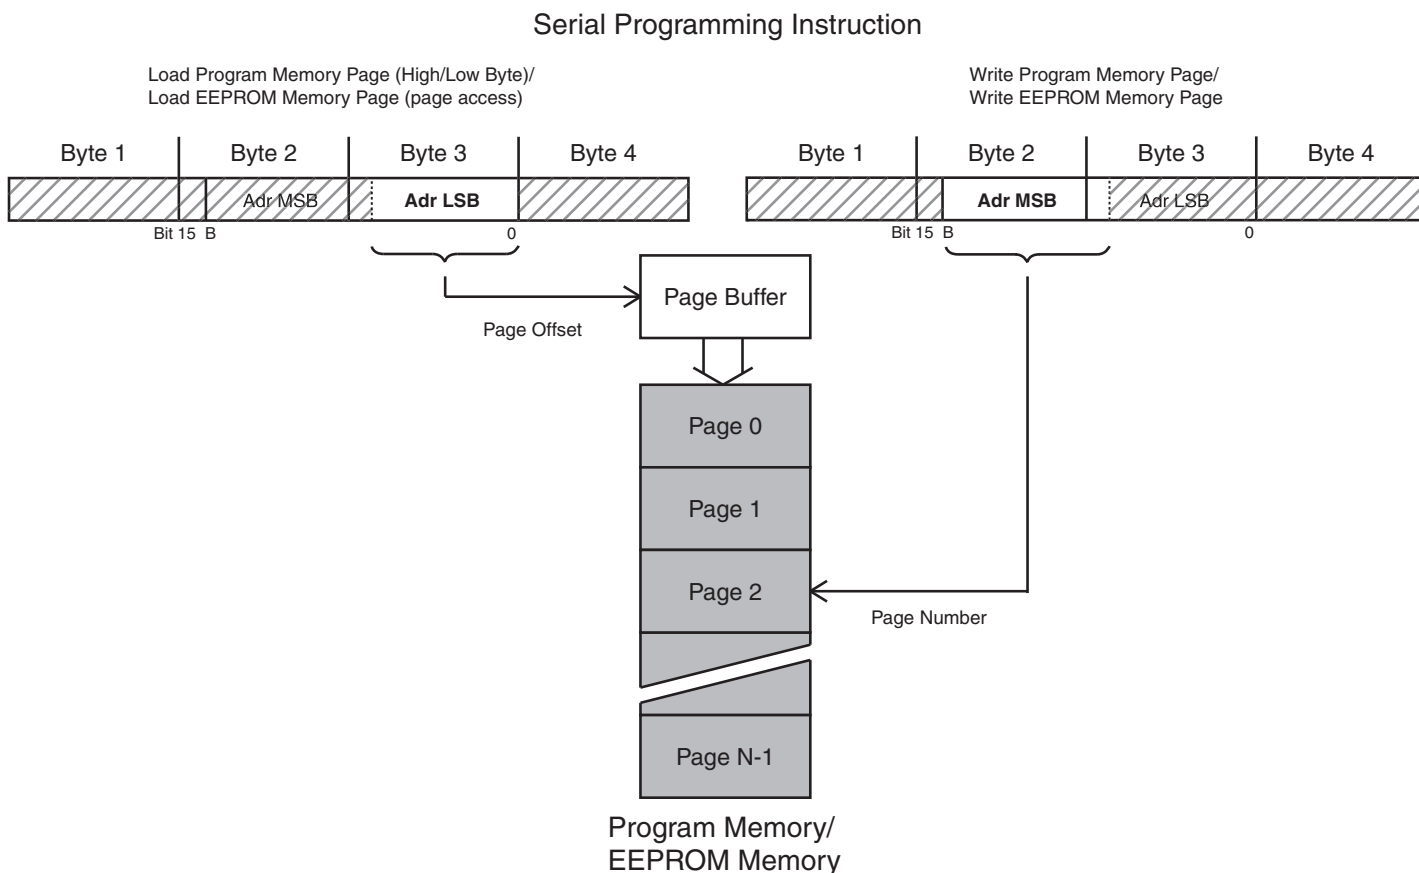 Serial Programming Instruction
Load Program Memory Page (High/Low Byte)/
Load EEPROM Memory Page (page access)
Write Program Memory Page/
Write EEPROM Memory Page
Byte 1 Byte 2 Byte 3 Byte 4
Adr MSB Adr LSB
Bit 15 B 0
Byte 1 Byte 2 Byte 3 Byte 4
Adr MSB Adr LSB
Bit 15 B 0
Page Buffer
Page Offset
Page 0
Page 1
Page 2
Page Number
Page N-1
Program Memory/
EEPROM Memory